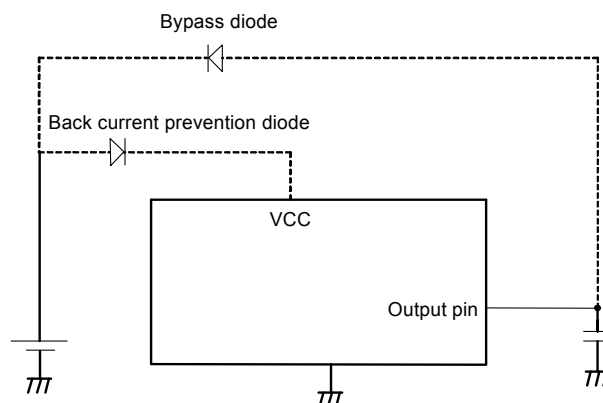 Bypass diode
Back current prevention diode
VCC
Output pin